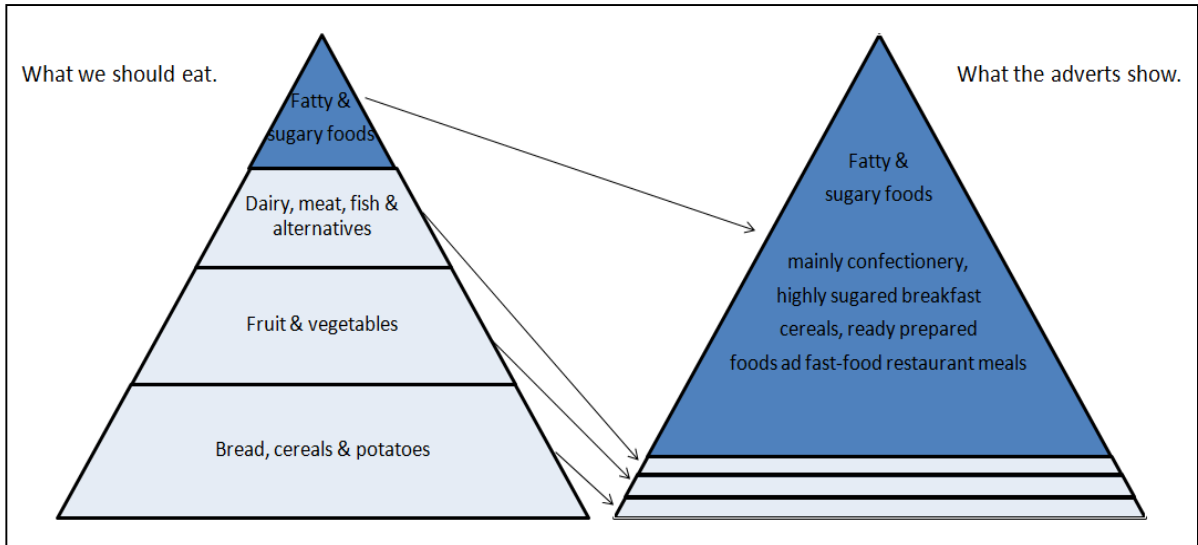 What we should eat.
Fatty &
sugary foods
Dairy, meat, fish &
alternatives
Fruit & vegetables
Bread, cereals & potatoes
What the adverts show.
Fatty &
sugary foods
mainly confectionery,
highly sugared breakfast
cereals, ready prepared
foods ad fast-food restaurant meals